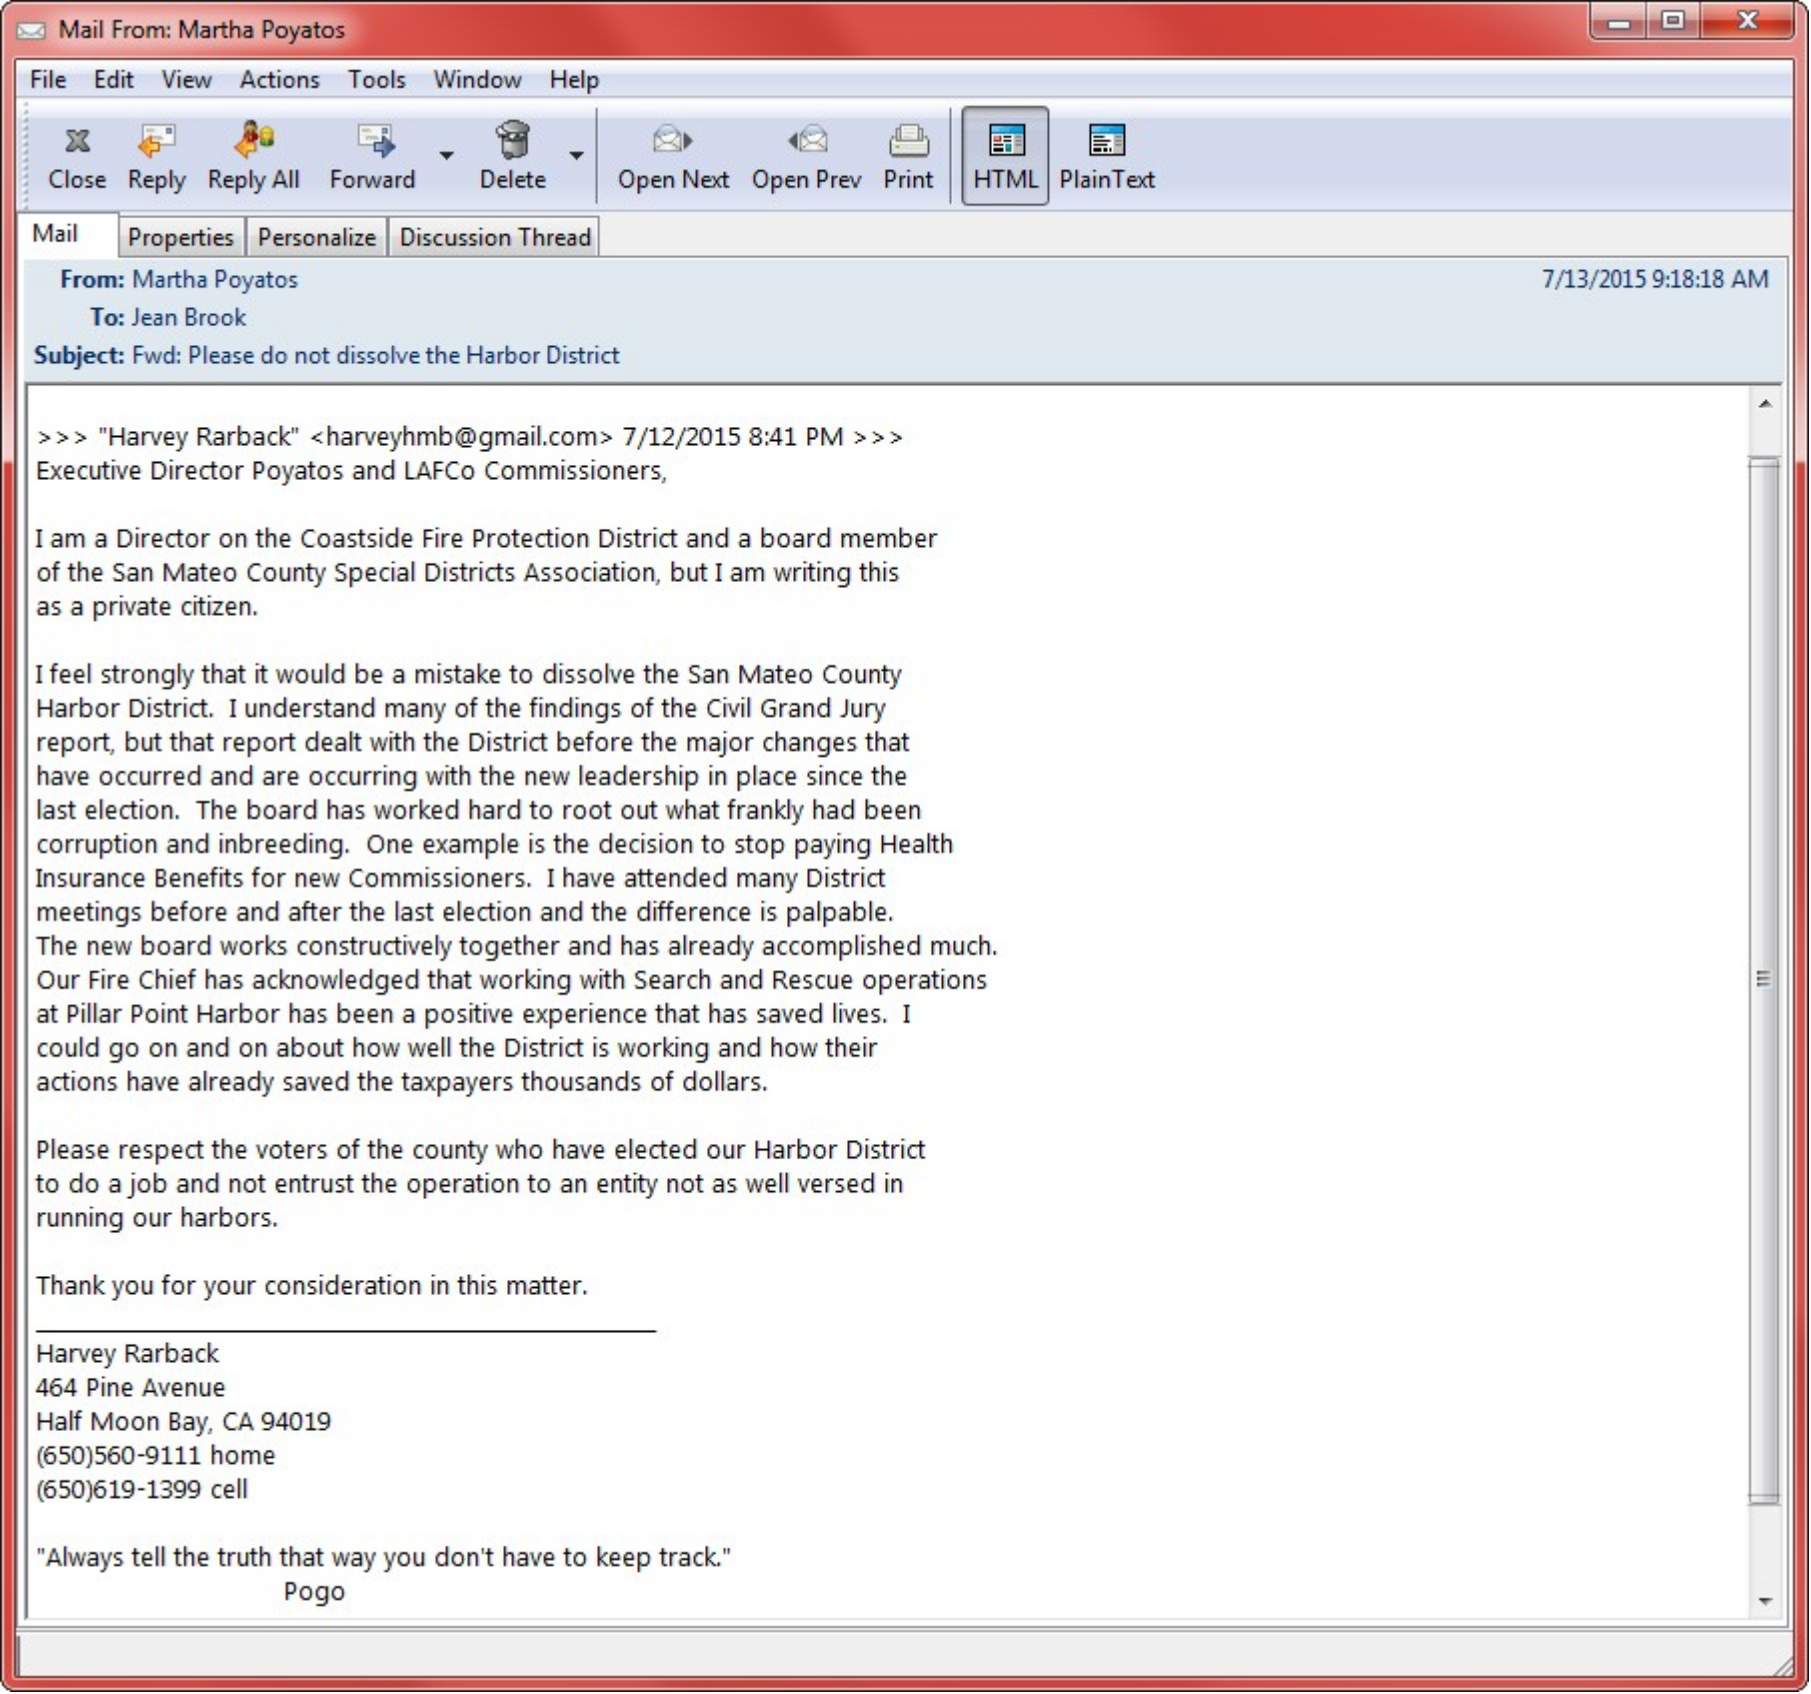 Mail From: Martha Poyatos
File Edit View Actions Tools Window Help
Close Reply Reply All Forward Delete Open Next Open Prev Print HTML PlainText
Mail Properties Personalize Discussion Thread
From: Martha Poyatos 7/13/2015 9:18:18 AM
To: Jean Brook
Subject: Fwd: Please do not dissolve the Harbor District
>>> "Harvey Rarback" <harveyhmb@gmail.com> 7/12/2015 8:41 PM >>>
Executive Director Poyatos and LAFCo Commissioners,
I am a Director on the Coastside Fire Protection District and a board member
of the San Mateo County Special Districts Association, but I am writing this
as a private citizen.
I feel strongly that it would be a mistake to dissolve the San Mateo County
Harbor District.  I understand many of the findings of the Civil Grand Jury
report, but that report dealt with the District before the major changes that
have occurred and are occurring with the new leadership in place since the
last election.  The board has worked hard to root out what frankly had been
corruption and inbreeding.  One example is the decision to stop paying Health
Insurance Benefits for new Commissioners.  I have attended many District
meetings before and after the last election and the difference is palpable.
The new board works constructively together and has already accomplished much.
Our Fire Chief has acknowledged that working with Search and Rescue operations
at Pillar Point Harbor has been a positive experience that has saved lives.  I
could go on and on about how well the District is working and how their
actions have already saved the taxpayers thousands of dollars.
Please respect the voters of the county who have elected our Harbor District
to do a job and not entrust the operation to an entity not as well versed in
running our harbors.
Thank you for your consideration in this matter.
Harvey Rarback
464 Pine Avenue
Half Moon Bay, CA 94019
(650)560-9111 home
(650)619-1399 cell
"Always tell the truth that way you don't have to keep track."
Pogo